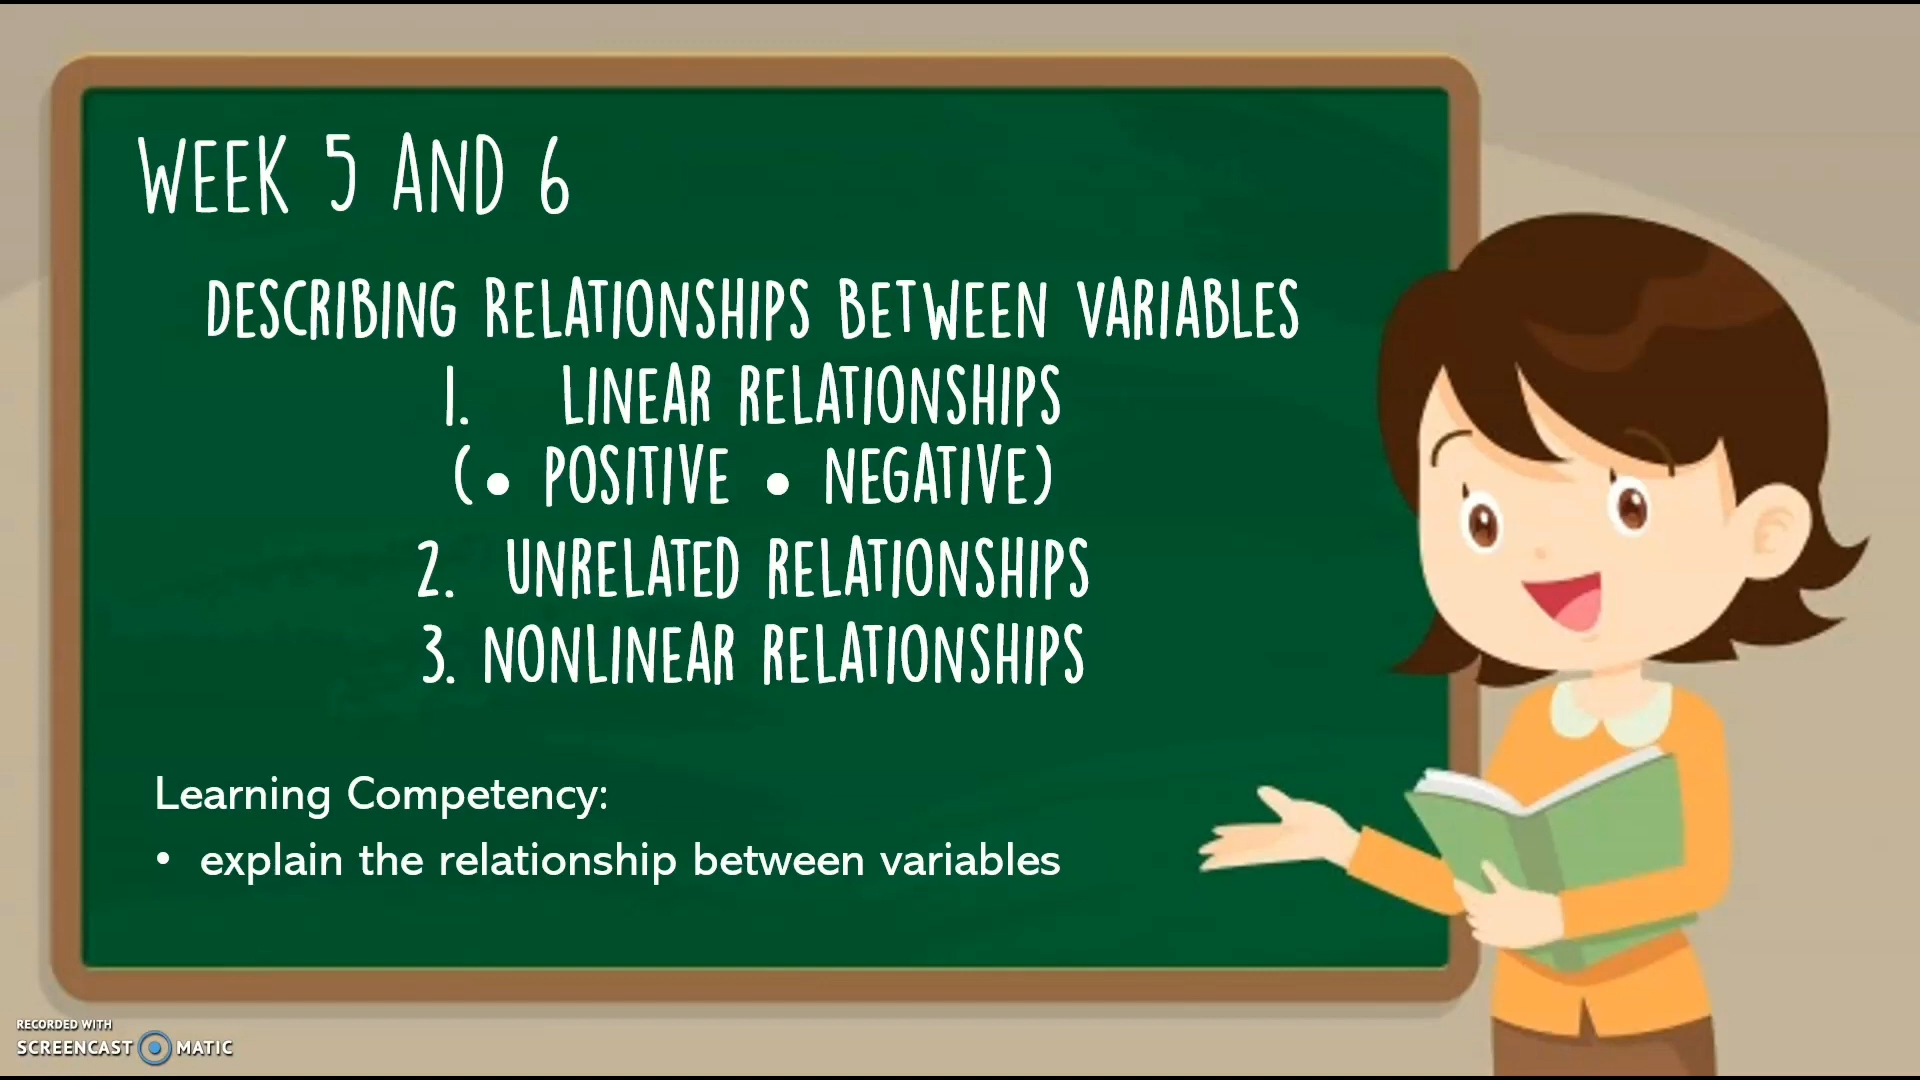 WEEK 5 AND 6
DESCRIBING RELATIONSHIPS BETWEEN VARIABLES
1. LINEAR RELATIONSHIPS
(• POSITIVE • NEGATIVE)
2. UNRELATED RELATIONSHIPS
3. NONLINEAR RELATIONSHIPS
Learning Competency:
• explain the relationship between variables
RECORDED WITH
SCREENCAST MATIC